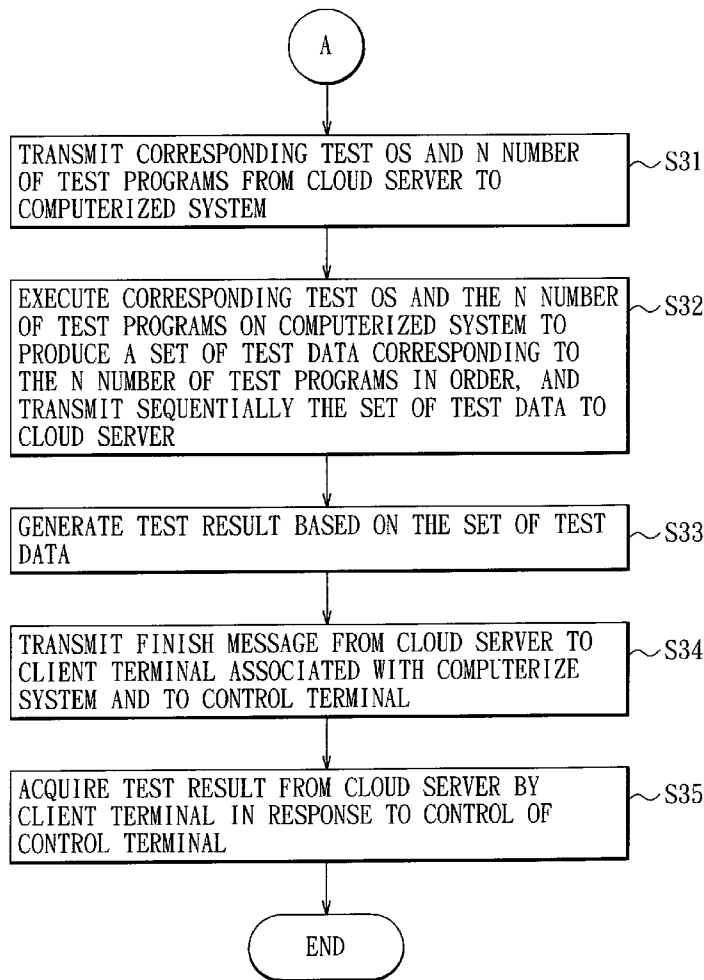 A
TRANSMIT CORRESPONDING TEST OS AND N NUMBER
OF TEST PROGRAMS FROM CLOUD SERVER TO
COMPUTERIZED SYSTEM
S31
EXECUTE CORRESPONDING TEST OS AND THE N NUMBER
OF TEST PROGRAMS ON COMPUTERIZED SYSTEM TO
PRODUCE A SET OF TEST DATA CORRESPONDING TO
THE N NUMBER OF TEST PROGRAMS IN ORDER, AND
TRANSMIT SEQUENTIALLY THE SET OF TEST DATA TO
CLOUD SERVER
S32
GENERATE TEST RESULT BASED ON THE SET OF TEST
DATA
S33
TRANSMIT FINISH MESSAGE FROM CLOUD SERVER TO
CLIENT TERMINAL ASSOCIATED WITH COMPUTERIZE
SYSTEM AND TO CONTROL TERMINAL
S34
ACQUIRE TEST RESULT FROM CLOUD SERVER BY
CLIENT TERMINAL IN RESPONSE TO CONTROL OF
CONTROL TERMINAL
S35
END